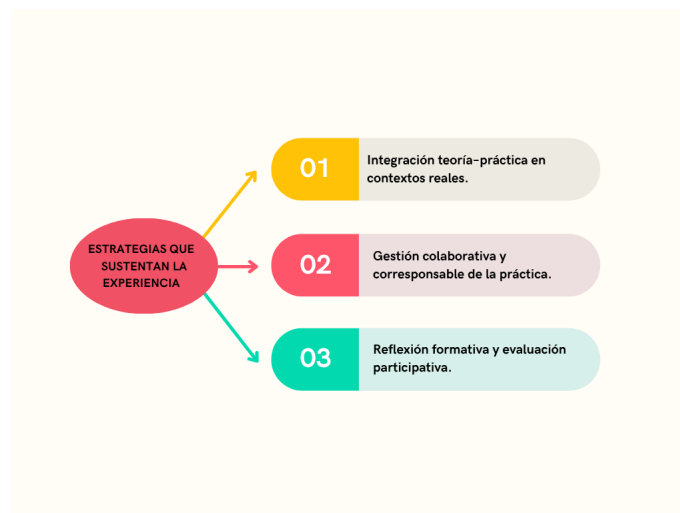 ESTRATEGIAS QUE
SUSTENTAN LA
EXPERIENCIA
01
Integración teoría-práctica en
contextos reales.
02
Gestión colaborativa y
corresponsable de la práctica.
03
Reflexión formativa y evaluación
participativa.